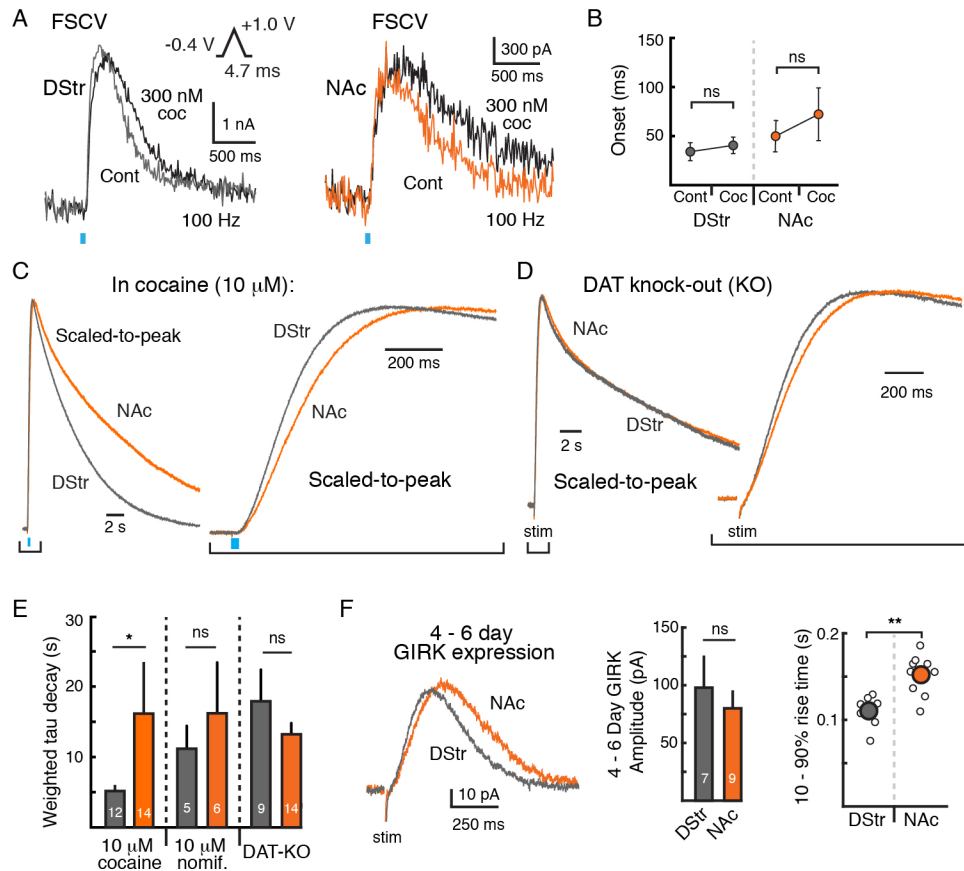 A
FSCV
+1.0 V
-0.4 V
4.7 ms
DStr
300 nM
coc
1 nA
500 ms
Cont
100 Hz
FSCV
300 pA
500 ms
NAc
300 nM
coc
Cont
100 Hz
B
150
100
50
Onset (ms)
ns
ns
Cont Coc Cont Coc
DStr NAc
C
In cocaine (10 µM):
Scaled-to-peak
NAc
DStr
2 s
DStr
200 ms
NAc
Scaled-to-peak
D
DAT knock-out (KO)
NAc
DStr
2 s
Scaled-to-peak
stim
200 ms
stim
E
Weighted tau decay (s)
30
20
10
*
ns
ns
12 14 5 6 9 14
10 µM
cocaine
10 µM
nomif.
DAT-KO
F
4 - 6 day
GIRK expression
NAc
DStr
10 pA
250 ms
stim
4 - 6 Day GIRK
Amplitude (pA)
150
100
50
ns
7 9
DStr NAc
10 - 90% rise time (s)
0.2
0.1
**
DStr NAc